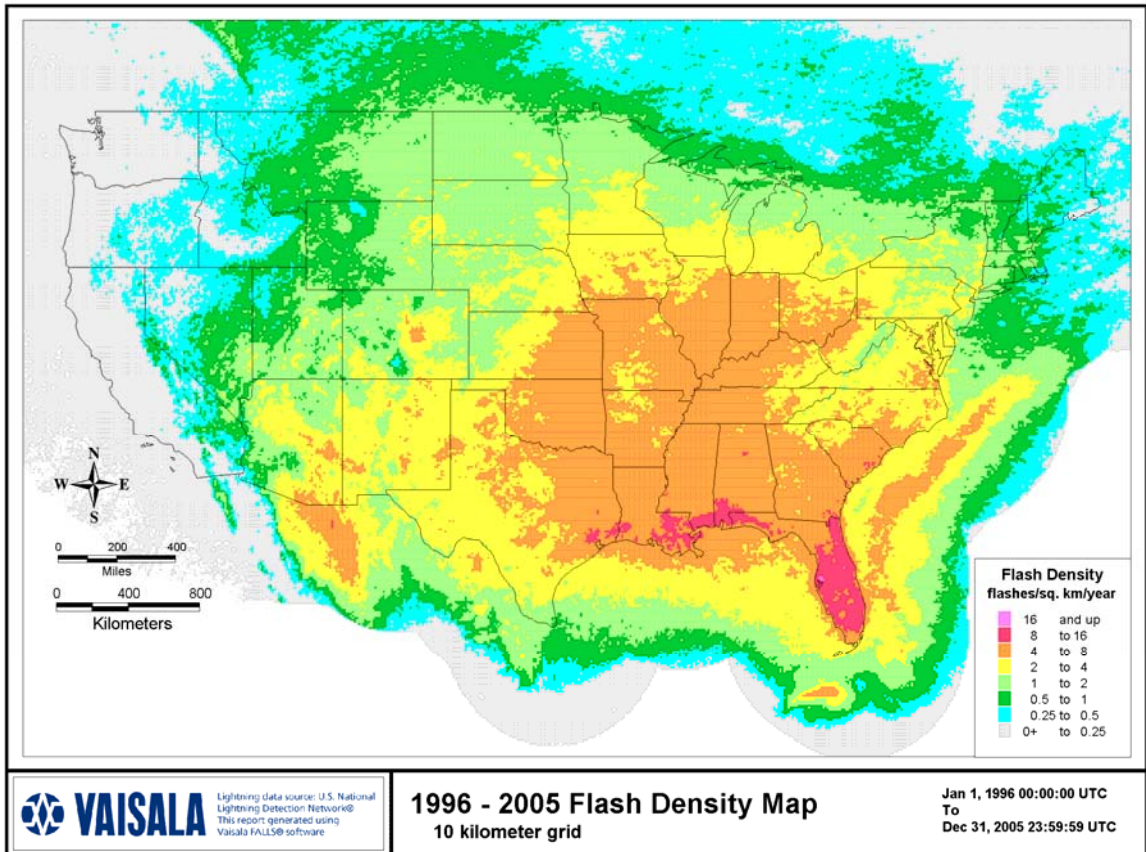 N
W E
S
0 200 400
Miles
0 400 800
Kilometers
Flash Density
flashes/sq. km/year
16 and up
8 to 16
4 to 8
2 to 4
1 to 2
0.5 to 1
0.25 to 0.5
0+ to 0.25
VAISALA
Lightning data source: U.S. National
Lightning Detection Network®
This report generated using
Vaisala FALLS® software
1996 - 2005 Flash Density Map
10 kilometer grid
Jan 1, 1996 00:00:00 UTC
To
Dec 31, 2005 23:59:59 UTC